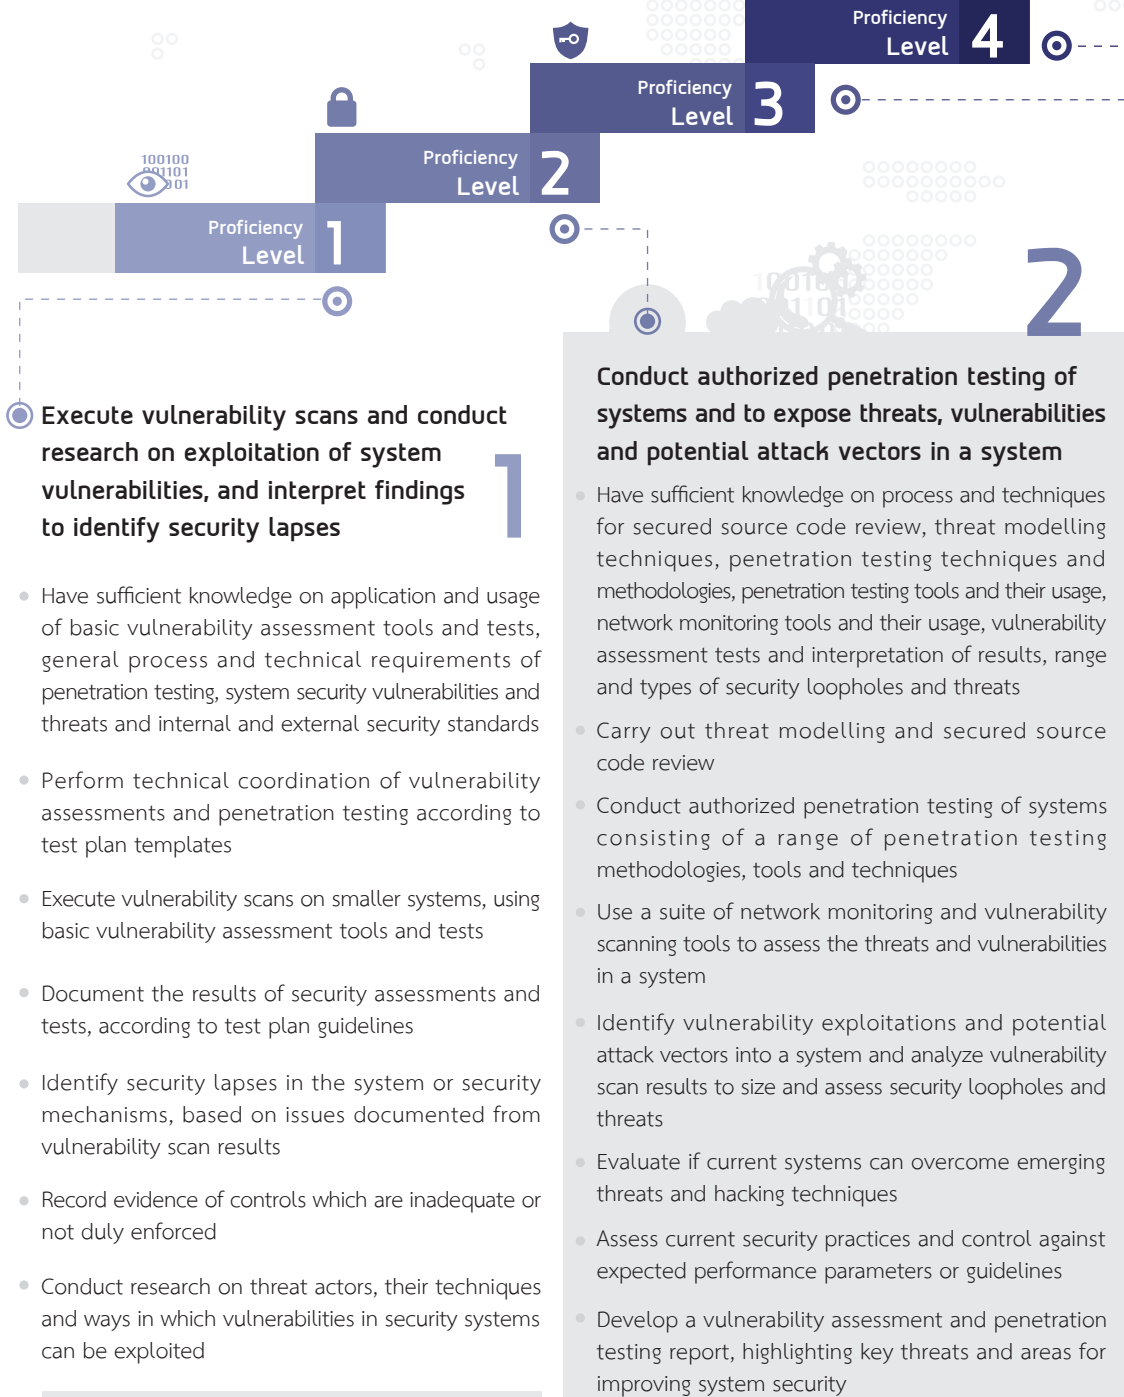 Proficiency
Level 4
Proficiency
Level 3
Proficiency
Level 2
100100
001101
Proficiency
Level 1
2
Execute vulnerability scans and conduct
research on exploitation of system
vulnerabilities, and interpret findings
to identify security lapses
1
Have sufficient knowledge on application and usage
of basic vulnerability assessment tools and tests,
general process and technical requirements of
penetration testing, system security vulnerabilities and
threats and internal and external security standards
Perform technical coordination of vulnerability
assessments and penetration testing according to
test plan templates
Execute vulnerability scans on smaller systems, using
basic vulnerability assessment tools and tests
Document the results of security assessments and
tests, according to test plan guidelines
Identify security lapses in the system or security
mechanisms, based on issues documented from
vulnerability scan results
Record evidence of controls which are inadequate or
not duly enforced
Conduct research on threat actors, their techniques
and ways in which vulnerabilities in security systems
can be exploited
Conduct authorized penetration testing of
systems and to expose threats, vulnerabilities
and potential attack vectors in a system
Have sufficient knowledge on process and techniques
for secured source code review, threat modelling
techniques, penetration testing techniques and
methodologies, penetration testing tools and their usage,
network monitoring tools and their usage, vulnerability
assessment tests and interpretation of results, range
and types of security loopholes and threats
Carry out threat modelling and secured source
code review
Conduct authorized penetration testing of systems
consisting of a range of penetration testing
methodologies, tools and techniques
Use a suite of network monitoring and vulnerability
scanning tools to assess the threats and vulnerabilities
in a system
Identify vulnerability exploitations and potential
attack vectors into a system and analyze vulnerability
scan results to size and assess security loopholes and
threats
Evaluate if current systems can overcome emerging
threats and hacking techniques
Assess current security practices and control against
expected performance parameters or guidelines
Develop a vulnerability assessment and penetration
testing report, highlighting key threats and areas for
improving system security